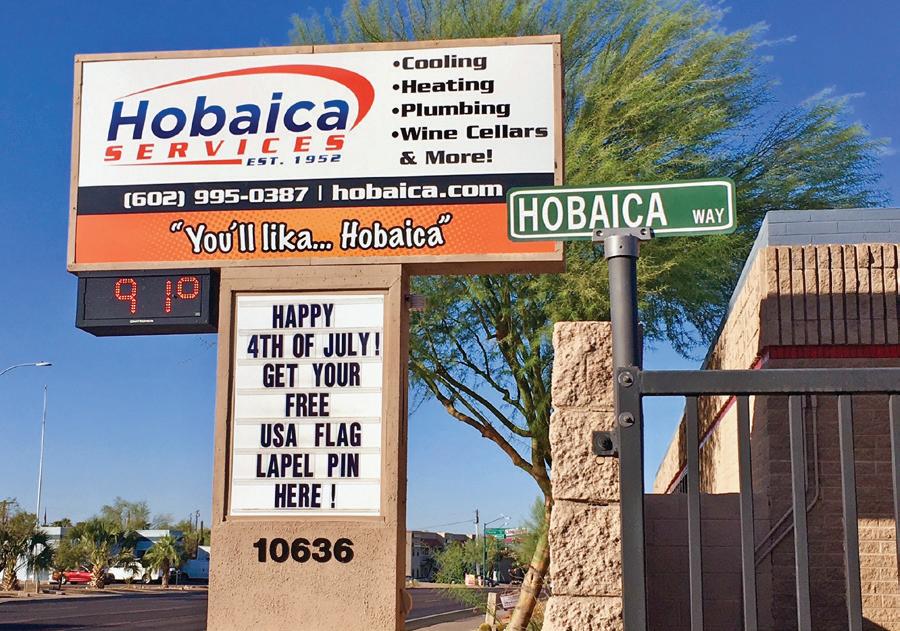 Hobaica
SERVICES
EST. 1952
•Cooling
•Heating
•Plumbing
•Wine Cellars
& More!
(602) 995-0387 | hobaica.com
"You'll lika... Hobaica"
HOBAICA WAY
91°
HAPPY
4TH OF JULY!
GET YOUR
FREE
USA FLAG
LAPEL PIN
HERE!
10636